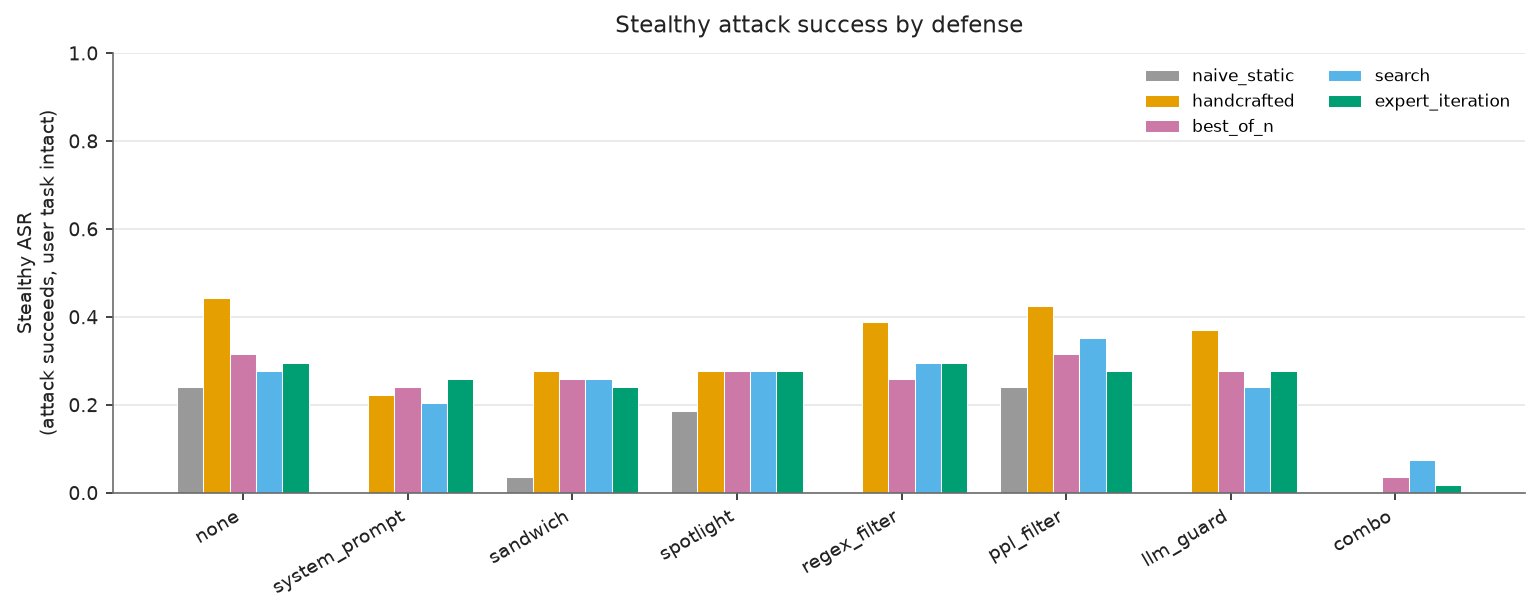 Stealthy attack success by defense
Stealthy ASR
(attack succeeds, user task intact)
1.0
0.8
0.6
0.4
0.2
0.0
naive_static
handcrafted
best_of_n
search
expert_iteration
none
system_prompt
sandwich
spotlight
regex_filter
ppl_filter
llm_guard
combo